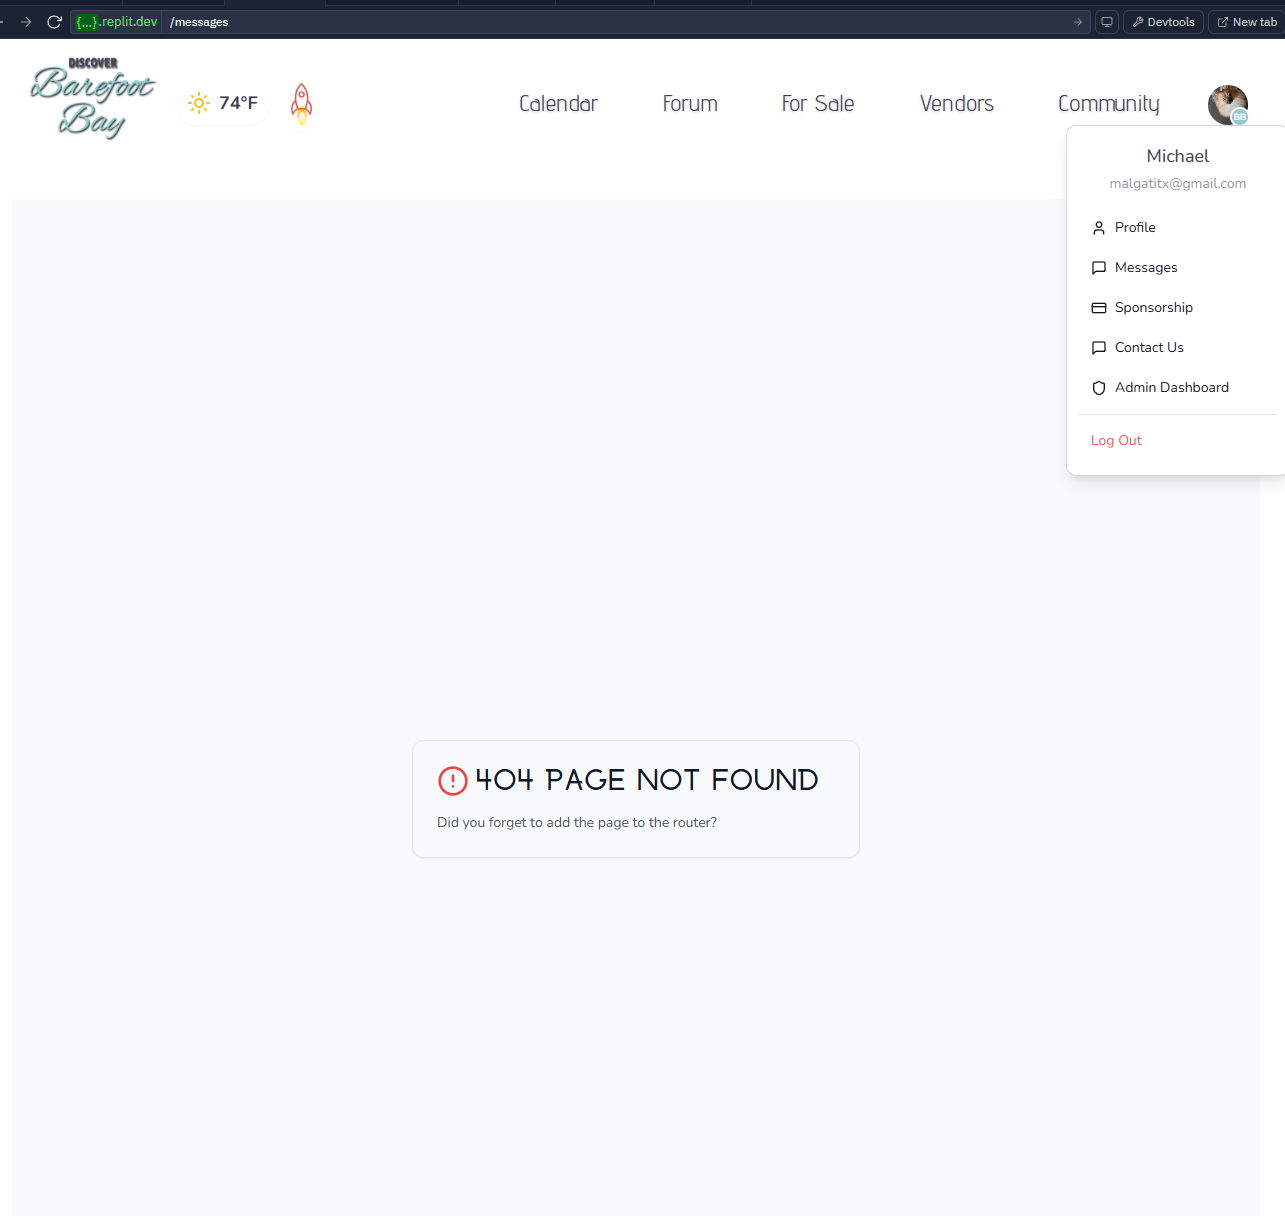 {...}.replit.dev /messages
Devtools
New tab
DISCOVER
Barefoot
Bay
74°F
Calendar Forum For Sale Vendors Community
BB
Michael
malgatitx@gmail.com
Profile
Messages
Sponsorship
Contact Us
Admin Dashboard
Log Out
404 PAGE NOT FOUND
Did you forget to add the page to the router?